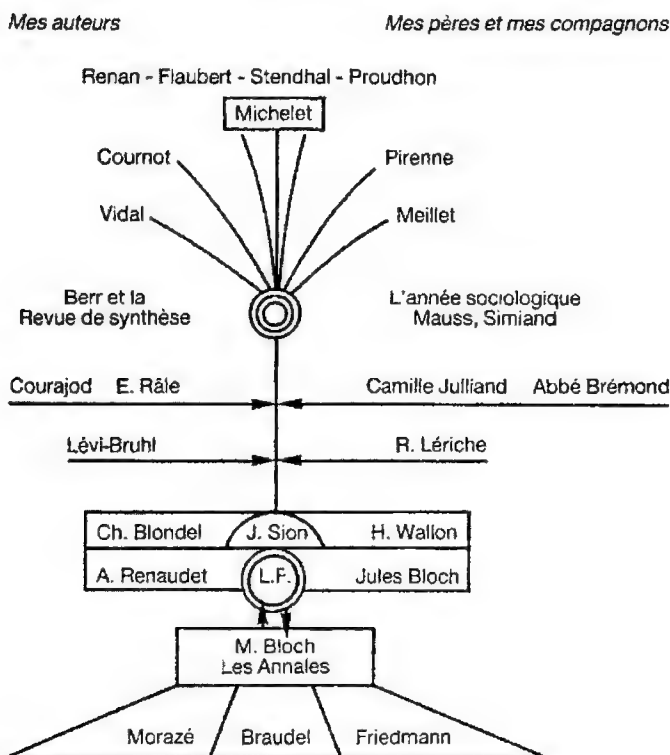 Mes auteurs
Mes pères et mes compagnons
Renan - Flaubert - Stendhal - Proudhon
Michelet
Cournot
Pirenne
Vidal
Meillet
Berr et la
Revue de synthèse
L'année sociologique
Mauss, Simiand
Courajod E. Râle
Camille Julliand Abbé Brémond
Lévi-Bruhl
R. Lériche
Ch. Blondel
J. Sion
H. Wallon
A. Renaudet
L.F.
Jules Bloch
M. Bloch
Les Annales
Morazé
Braudel
Friedmann